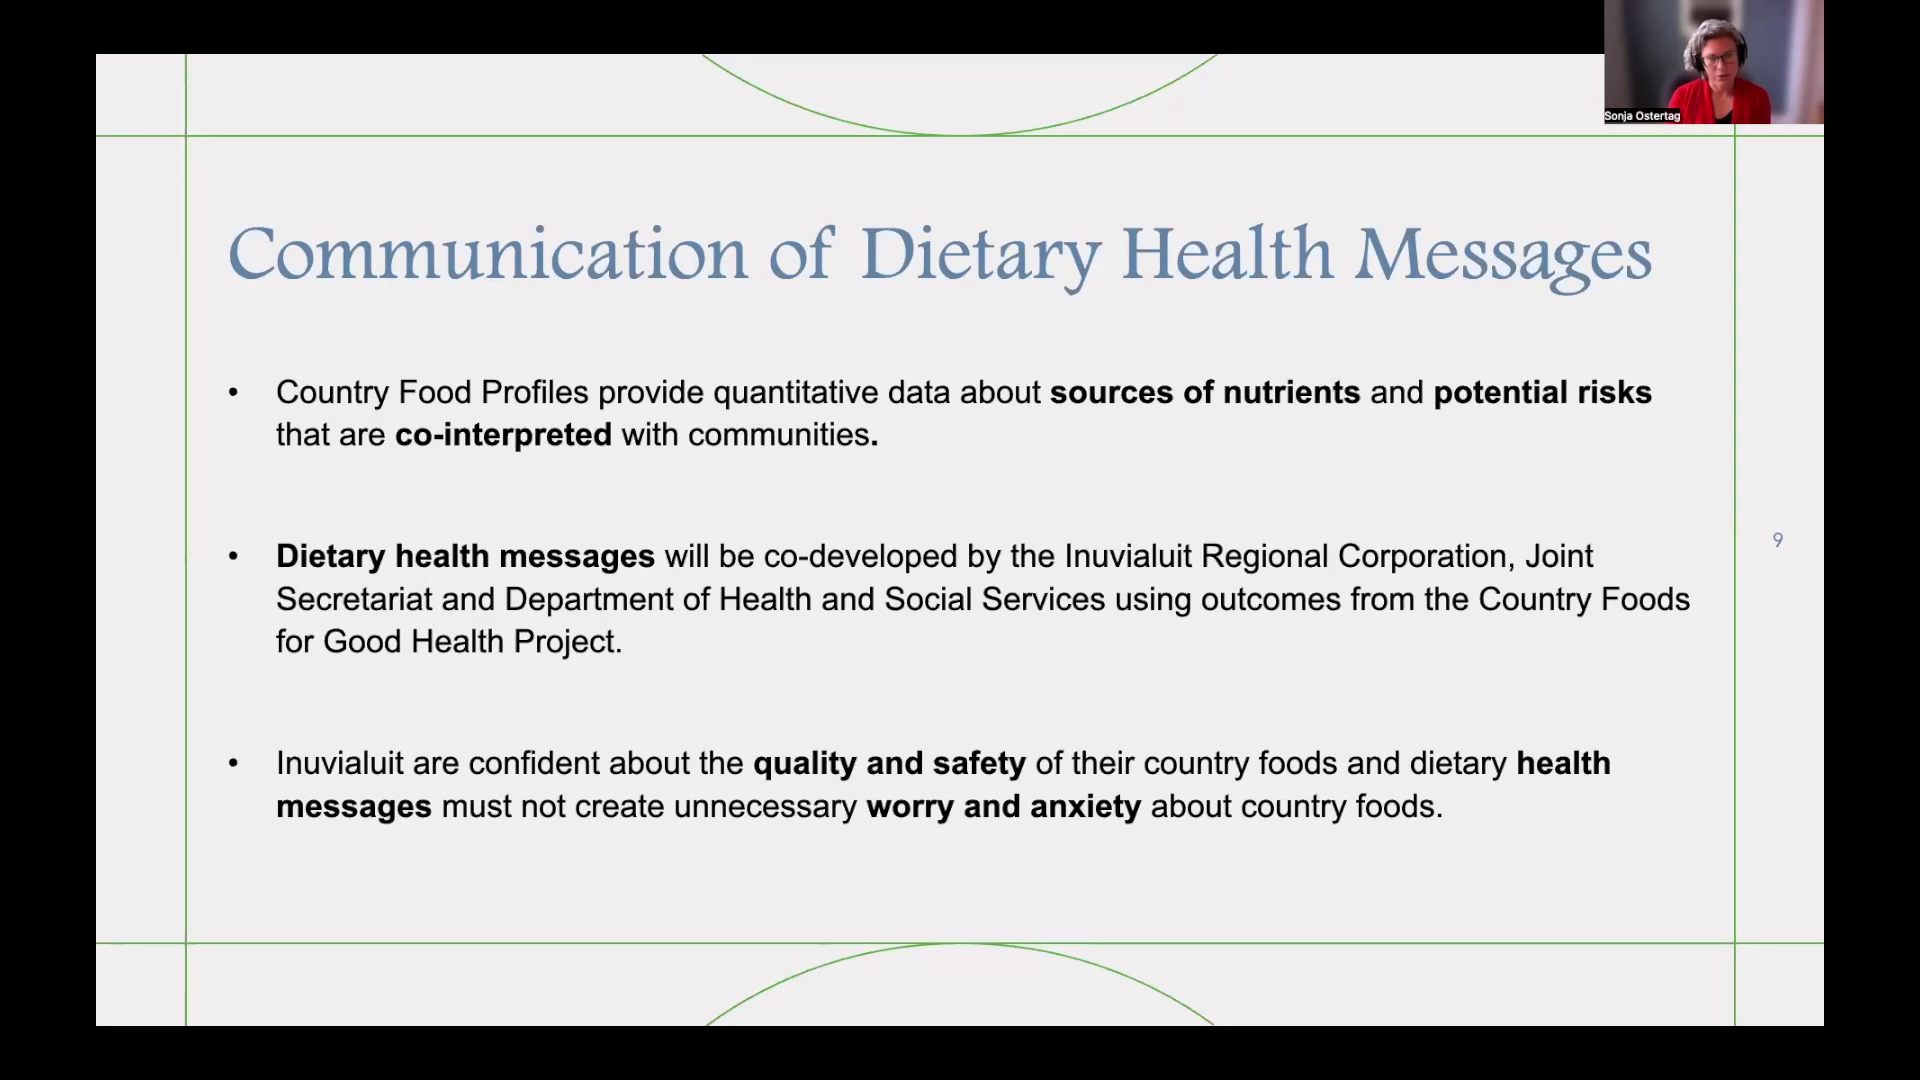 Sonja Ostertag
Communication of Dietary Health Messages
• Country Food Profiles provide quantitative data about sources of nutrients and potential risks
that are co-interpreted with communities.
• Dietary health messages will be co-developed by the Inuvialuit Regional Corporation, Joint
Secretariat and Department of Health and Social Services using outcomes from the Country Foods
for Good Health Project.
9
• Inuvialuit are confident about the quality and safety of their country foods and dietary health
messages must not create unnecessary worry and anxiety about country foods.